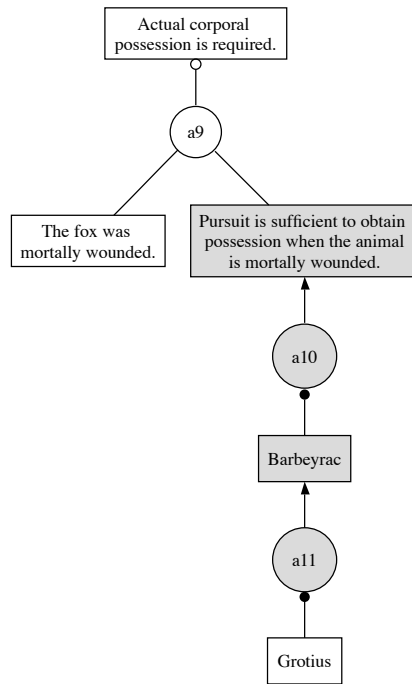 Actual corporal
possession is required.
a9
The fox was
mortally wounded.
Pursuit is sufficient to obtain
possession when the animal
is mortally wounded.
a10
Barbeyrac
a11
Grotius